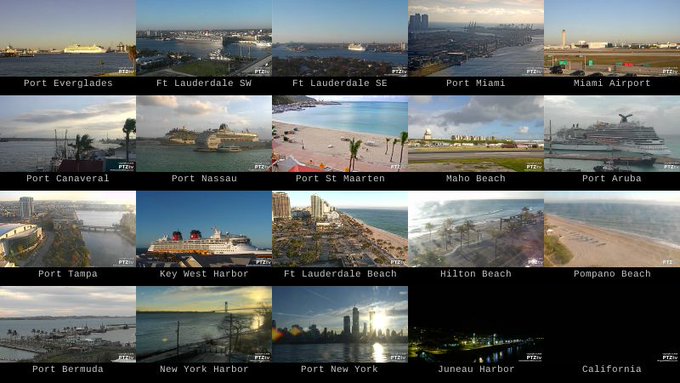 Port Everglades
Ft Lauderdale SW
Ft Lauderdale SE
Port Miami
Miami Airport
Port Canaveral
Port Nassau
Port St Maarten
Maho Beach
Port Aruba
Port Tampa
Key West Harbor
Ft Lauderdale Beach
Hilton Beach
Pompano Beach
Port Bermuda
New York Harbor
Port New York
Juneau Harbor
California